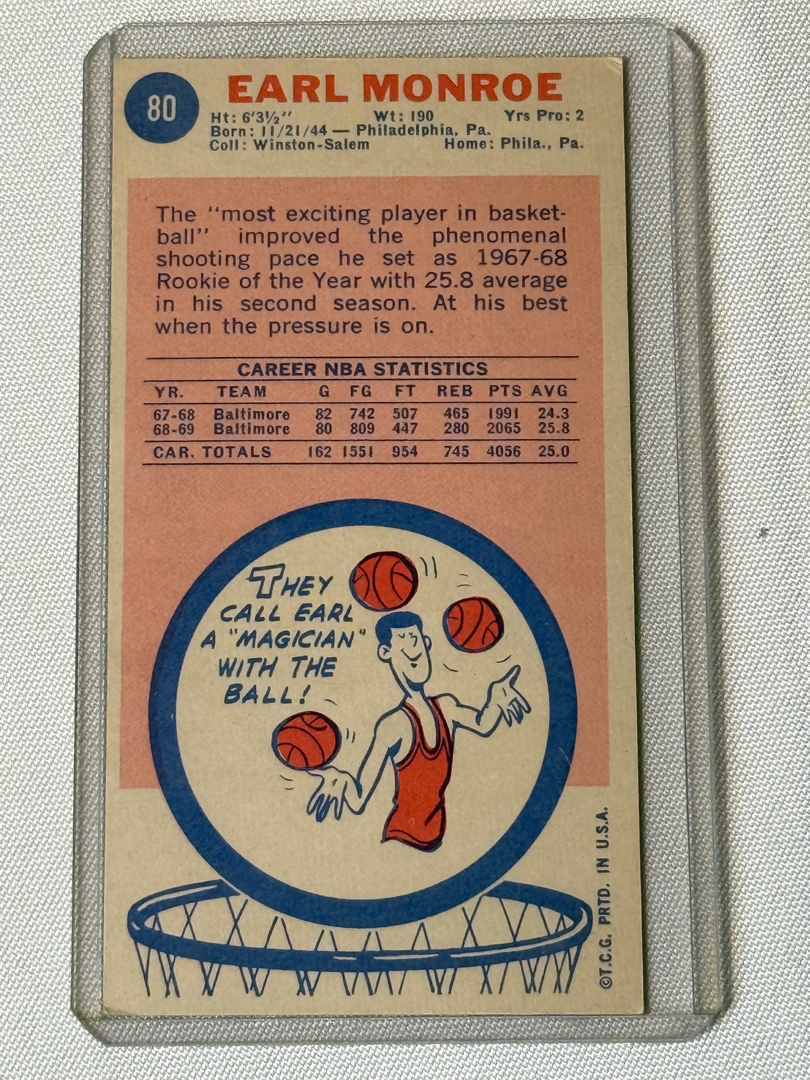 80
EARL MONROE
Ht: 6'3½" Wt: 190 Yrs Pro: 2
Born: 11/21/44 — Philadelphia, Pa.
Coll: Winston-Salem Home: Phila., Pa.
The "most exciting player in basket-
ball" improved the phenomenal
shooting pace he set as 1967-68
Rookie of the Year with 25.8 average
in his second season. At his best
when the pressure is on.
CAREER NBA STATISTICS
YR. TEAM G FG FT REB PTS AVG
67-68 Baltimore 82 742 507 465 1991 24.3
68-69 Baltimore 80 809 447 280 2065 25.8
CAR. TOTALS 162 1551 954 745 4056 25.0
THEY
CALL EARL
A "MAGICIAN"
WITH THE
BALL!
©T.C.G. PRTD. IN U.S.A.